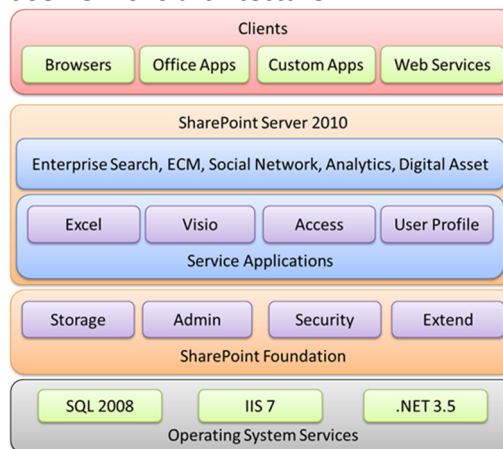 Clients
Browsers Office Apps Custom Apps Web Services
SharePoint Server 2010
Enterprise Search, ECM, Social Network, Analytics, Digital Asset
Excel Visio Access User Profile
Service Applications
Storage Admin Security Extend
SharePoint Foundation
SQL 2008 IIS 7 .NET 3.5
Operating System Services